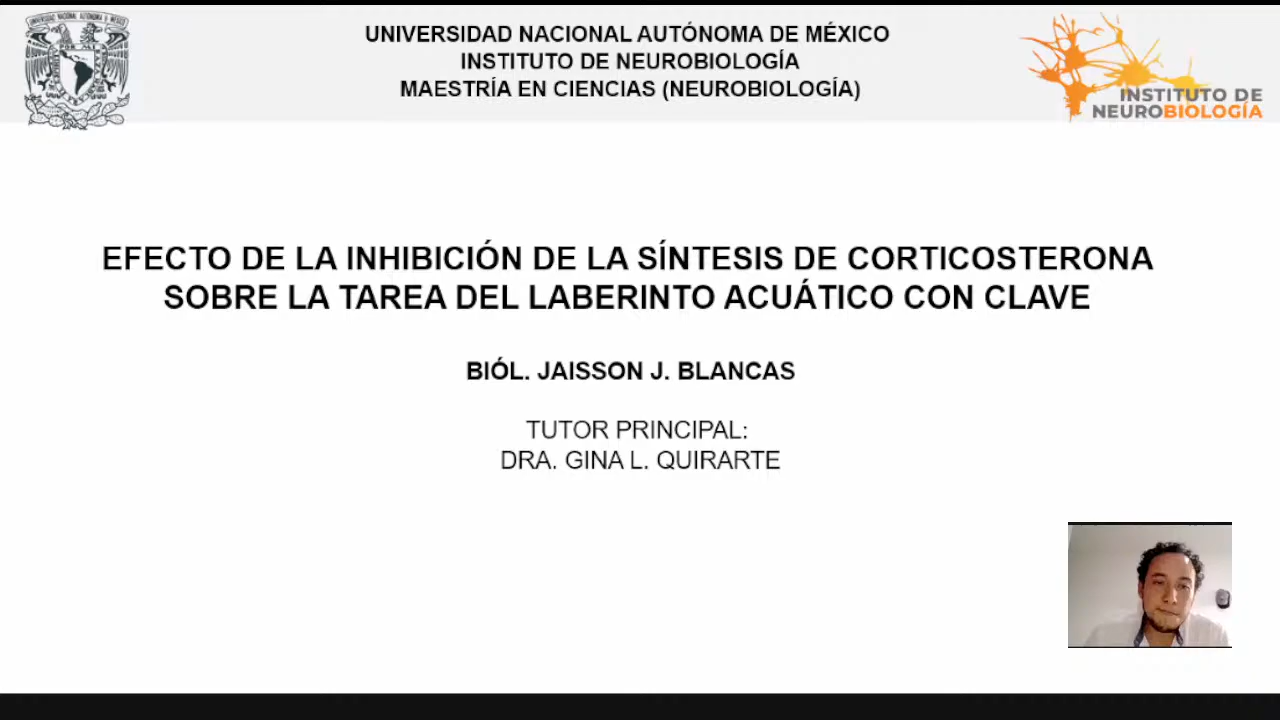 UNIVERSIDAD NACIONAL AUTÓNOMA DE MÉXICO
INSTITUTO DE NEUROBIOLOGÍA
MAESTRÍA EN CIENCIAS (NEUROBIOLOGÍA)
INSTITUTO DE
NEUROBIOLOGÍA
EFECTO DE LA INHIBICIÓN DE LA SÍNTESIS DE CORTICOSTERONA
SOBRE LA TAREA DEL LABERINTO ACUÁTICO CON CLAVE
BIÓL. JAISSON J. BLANCAS
TUTOR PRINCIPAL:
DRA. GINA L. QUIRARTE